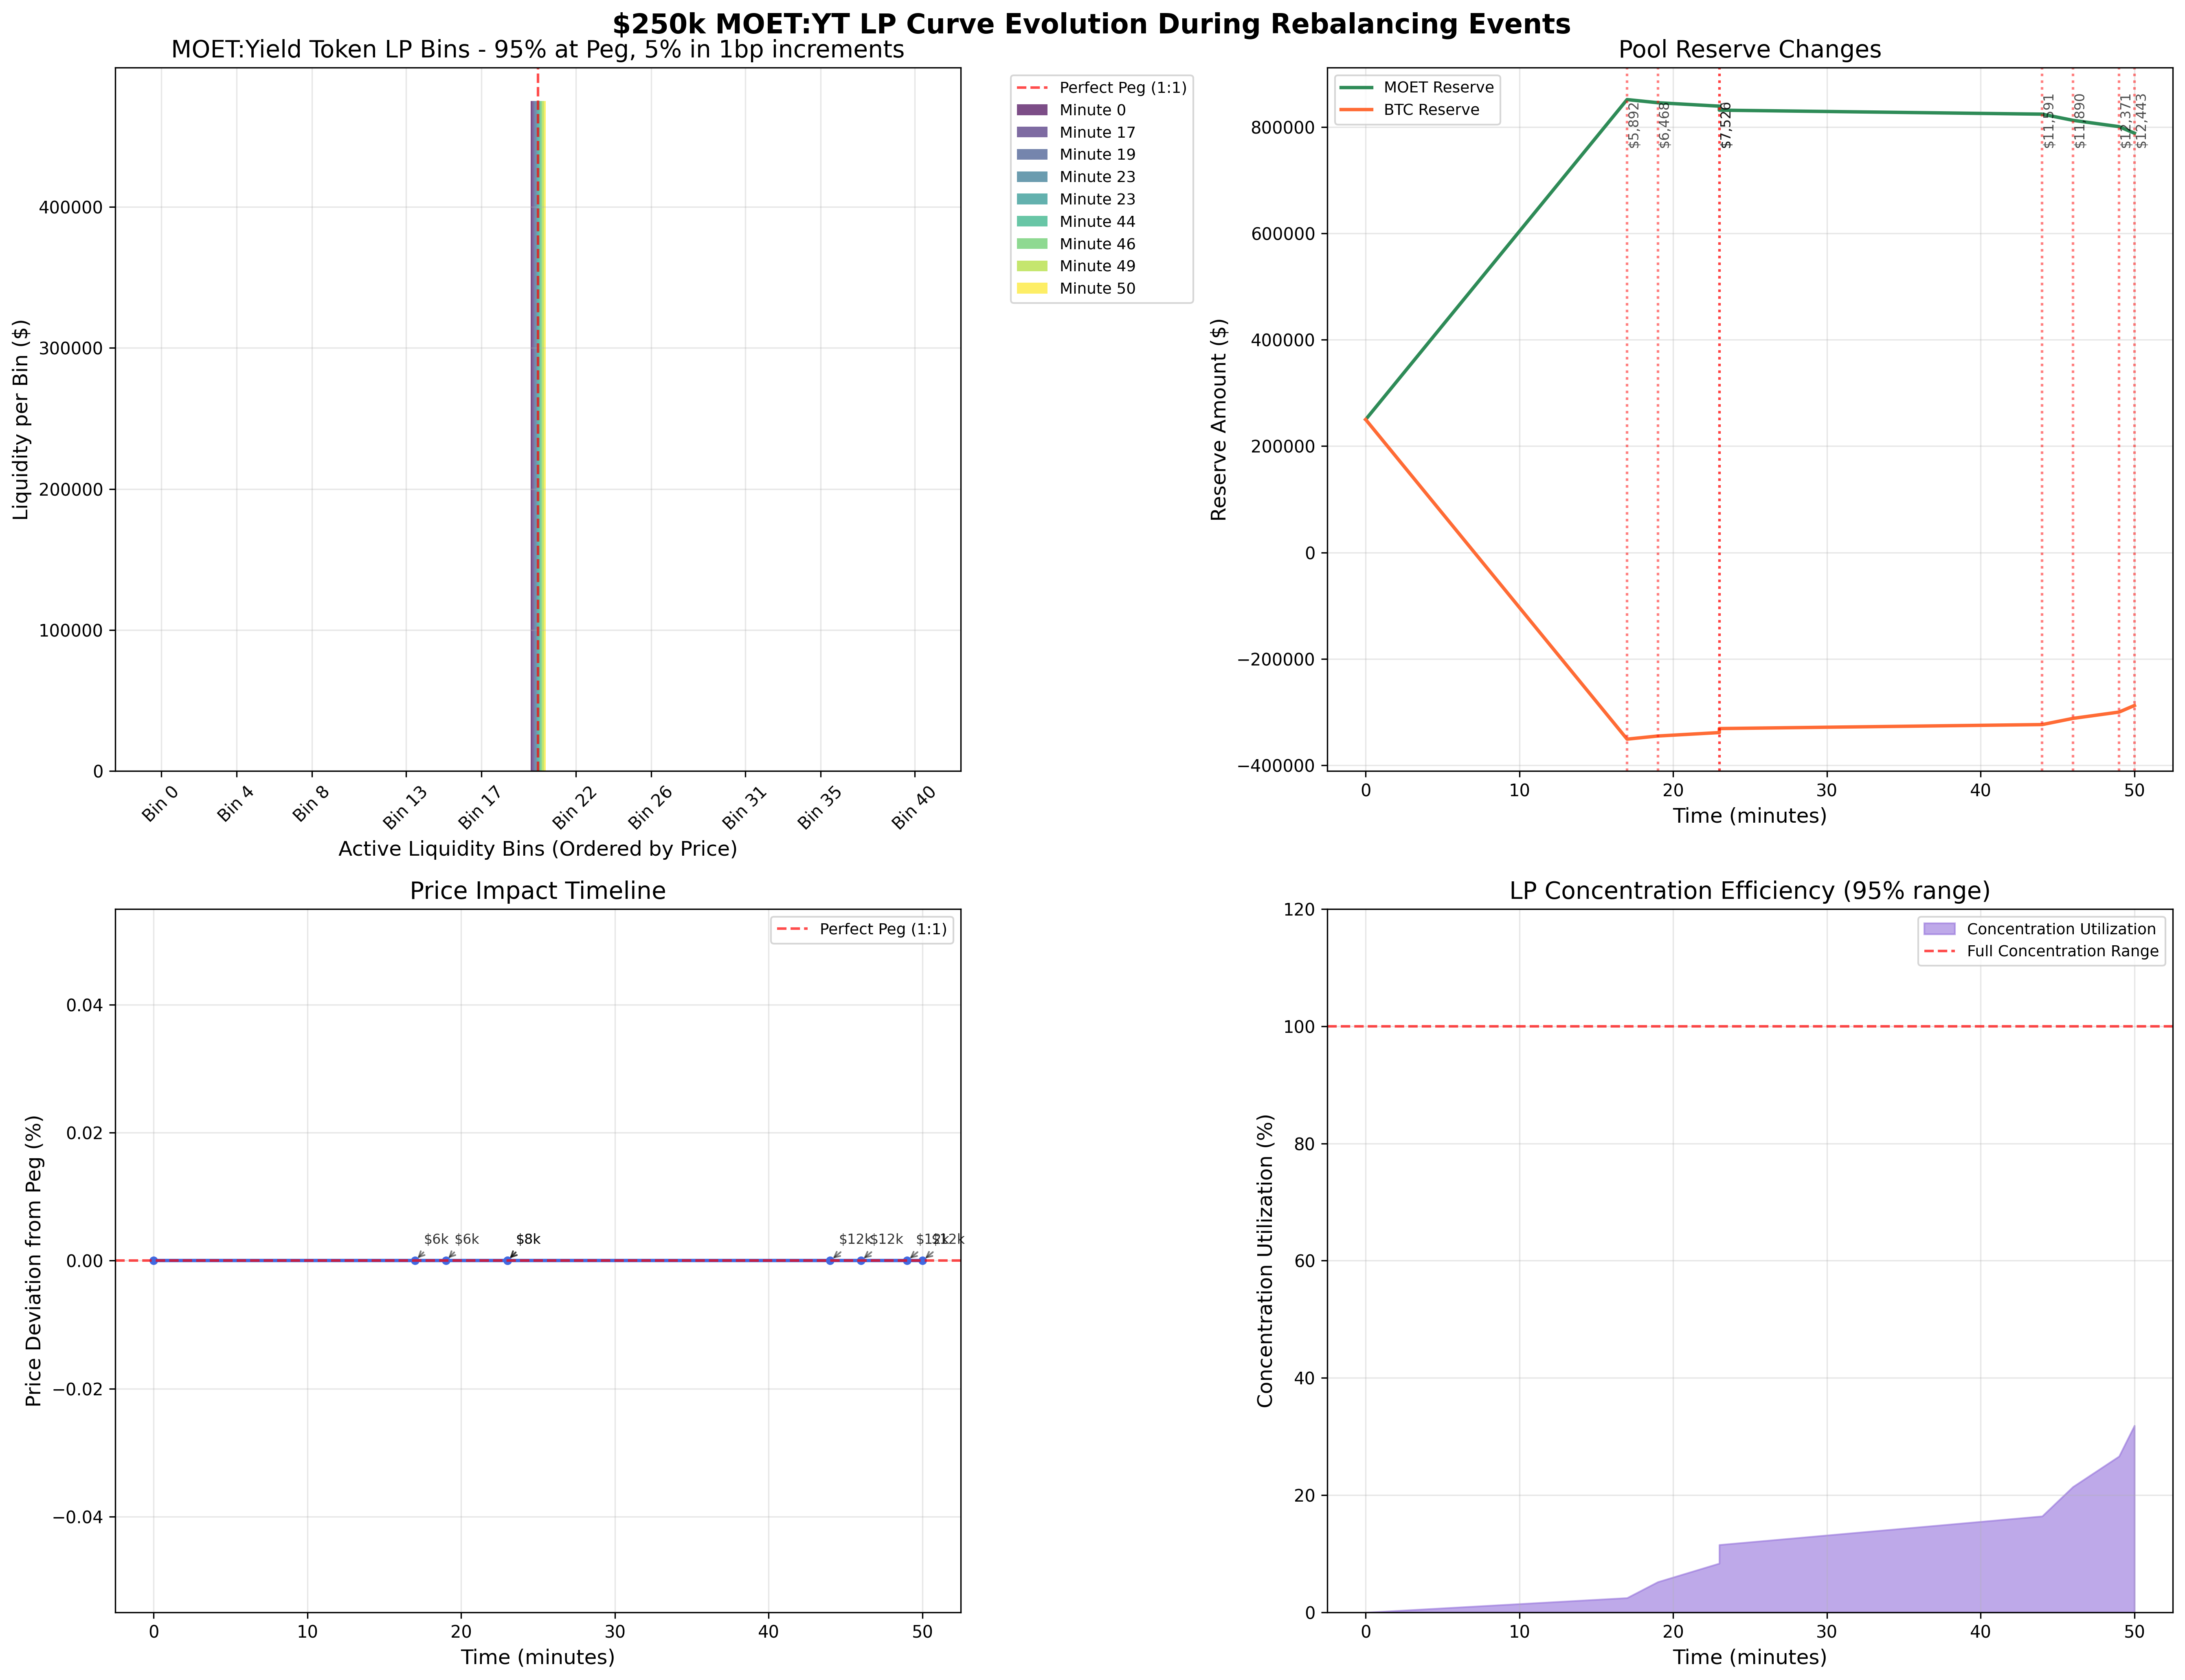 $250k MOET:YT LP Curve Evolution During Rebalancing Events
MOET:Yield Token LP Bins - 95% at Peg, 5% in 1bp increments
Liquidity per Bin ($)
400000
300000
200000
100000
0
Bin 0
Bin 4
Bin 8
Bin 13
Bin 17
Bin 22
Bin 26
Bin 31
Bin 35
Bin 40
Active Liquidity Bins (Ordered by Price)
Perfect Peg (1:1)
Minute 0
Minute 17
Minute 19
Minute 23
Minute 23
Minute 44
Minute 46
Minute 49
Minute 50
Pool Reserve Changes
MOET Reserve
BTC Reserve
Reserve Amount ($)
800000
600000
400000
200000
0
−200000
−400000
$5,892
$6,468
$11,591
$11,890
$12,371
$12,443
0
10
20
30
40
50
Time (minutes)
Price Impact Timeline
Perfect Peg (1:1)
Price Deviation from Peg (%)
0.04
0.02
0.00
−0.02
−0.04
$6k
$6k
$8k
$12k
$12k
$12k
$12k
0
10
20
30
40
50
Time (minutes)
LP Concentration Efficiency (95% range)
Concentration Utilization
Full Concentration Range
Concentration Utilization (%)
120
100
80
60
40
20
0
0
10
20
30
40
50
Time (minutes)